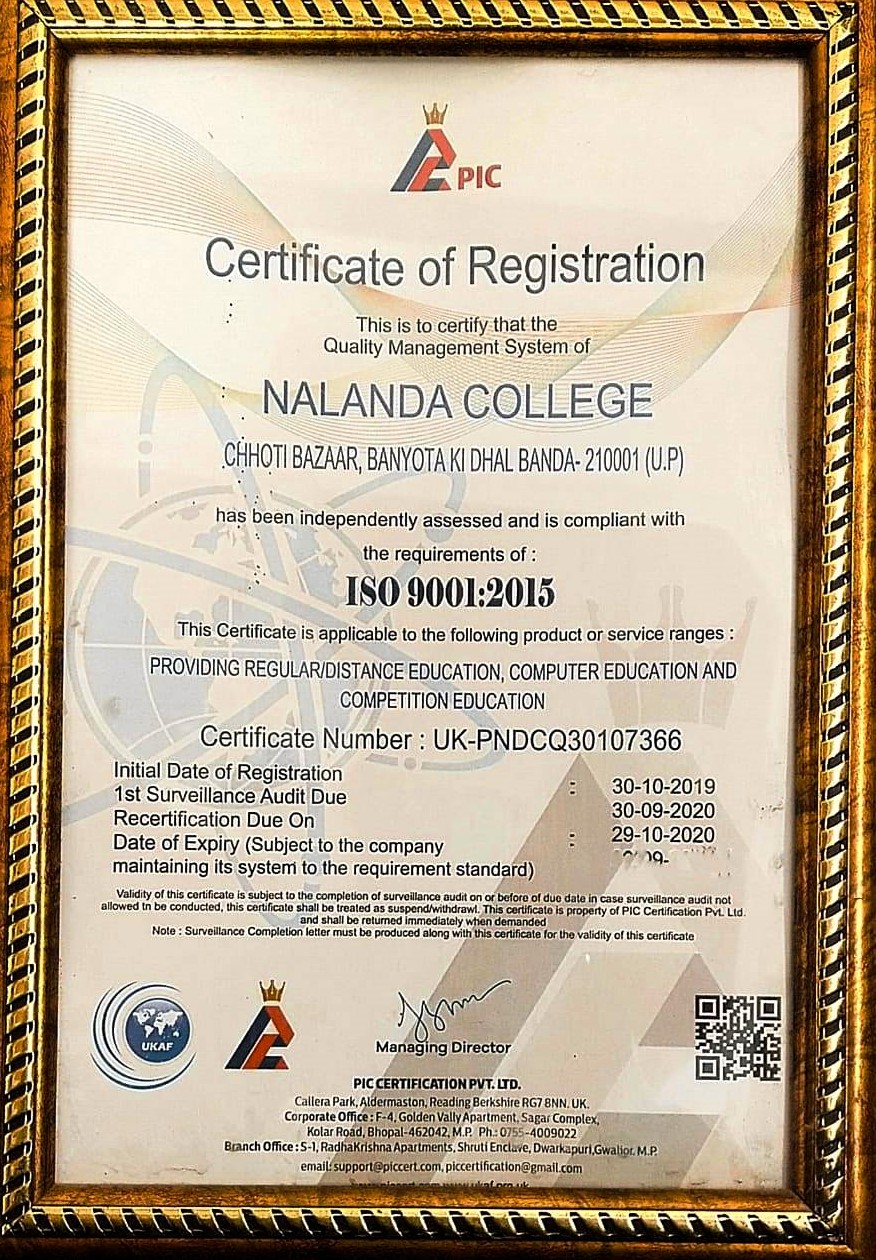 PIC
Certificate of Registration
This is to certify that the
Quality Management System of
NALANDA COLLEGE
CHHOTI BAZAAR, BANYOTA KI DHAL BANDA- 210001 (U.P)
has been independently assessed and is compliant with
the requirements of :
ISO 9001:2015
This Certificate is applicable to the following product or service ranges :
PROVIDING REGULAR/DISTANCE EDUCATION, COMPUTER EDUCATION AND
COMPETITION EDUCATION
Certificate Number : UK-PNDCQ30107366
Initial Date of Registration : 30-10-2019
1st Surveillance Audit Due 30-09-2020
Recertification Due On : 29-10-2020
Date of Expiry (Subject to the company
maintaining its system to the requirement standard)
Validity of this certificate is subject to the completion of surveillance audit on or before of due date in case surveillance audit not
allowed tn be conducted, this certificate shall be treated as suspend/withdrawl. This certificate is property of PIC Certification Pvt. Ltd.
and shall be returned immediately when demanded
Note : Surveillance Completion letter must be produced along with this certificate for the validity of this certificate
UKAF
Managing Director
PIC CERTIFICATION PVT. LTD.
Callera Park, Aldermaston, Reading Berkshire RG7 8NN. UK.
Corporate Office : F-4, Golden Vally Apartment, Sagar Complex,
Kolar Road, Bhopal-462042, M.P. Ph.: 0755-4009022
Branch Office : S-1, RadhaKrishna Apartments, Shruti Enclave, Dwarkapuri,Gwalior. M.P.
email: support@piccert.com, piccertification@gmail.com